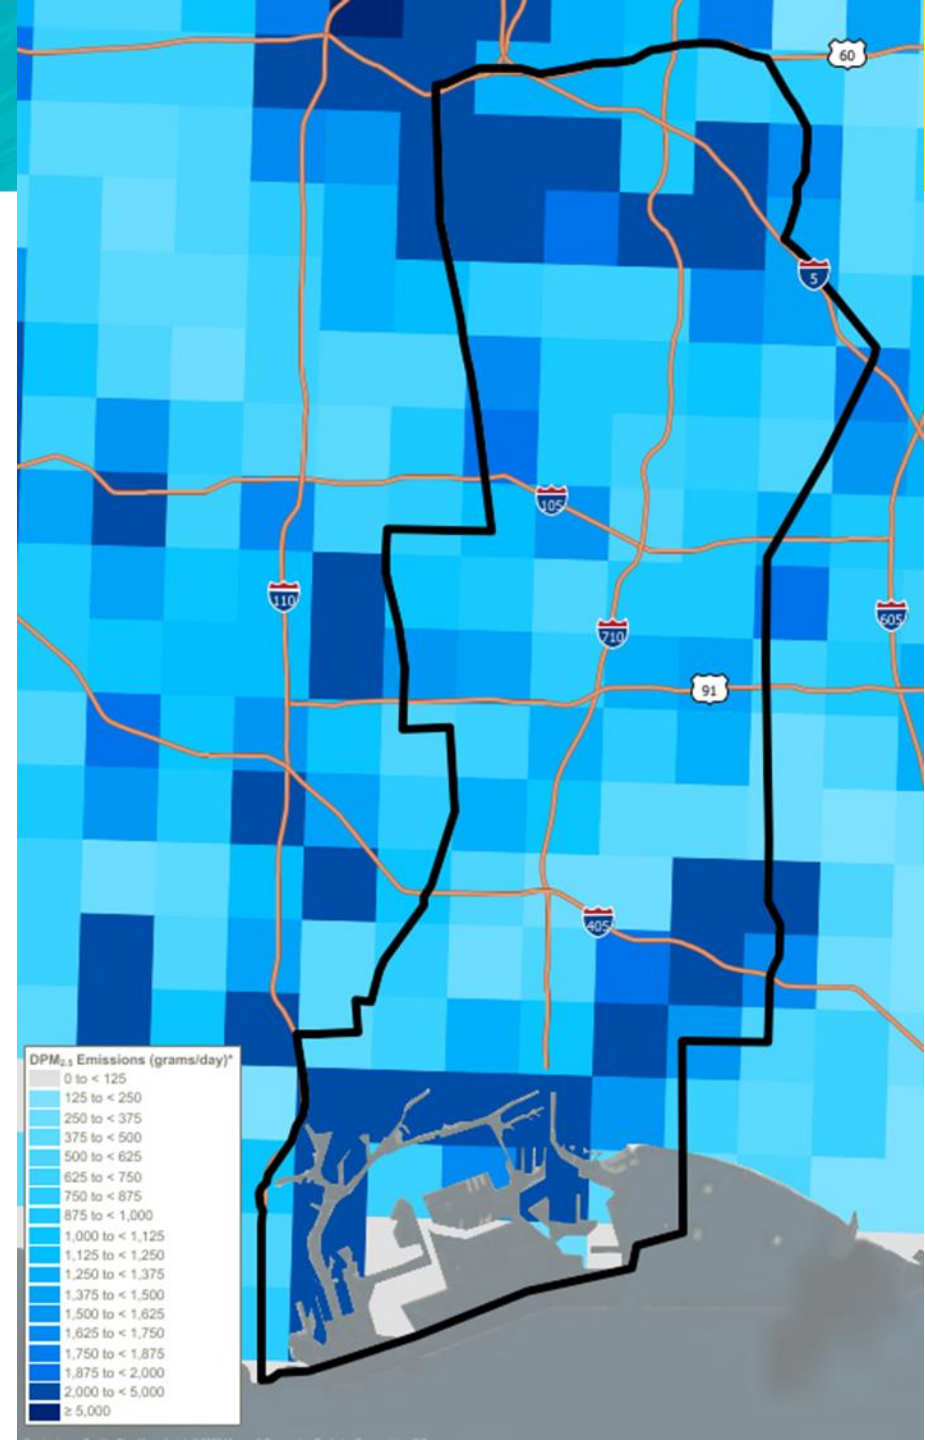 60
5
105
110
710
605
91
405
DPM2.5 Emissions (grams/day)*
0 to < 125
125 to < 250
250 to < 375
375 to < 500
500 to < 625
625 to < 750
750 to < 875
875 to < 1,000
1,000 to < 1,125
1,125 to < 1,250
1,250 to < 1,375
1,375 to < 1,500
1,500 to < 1,625
1,625 to < 1,750
1,750 to < 1,875
1,875 to < 2,000
2,000 to < 5,000
≥ 5,000